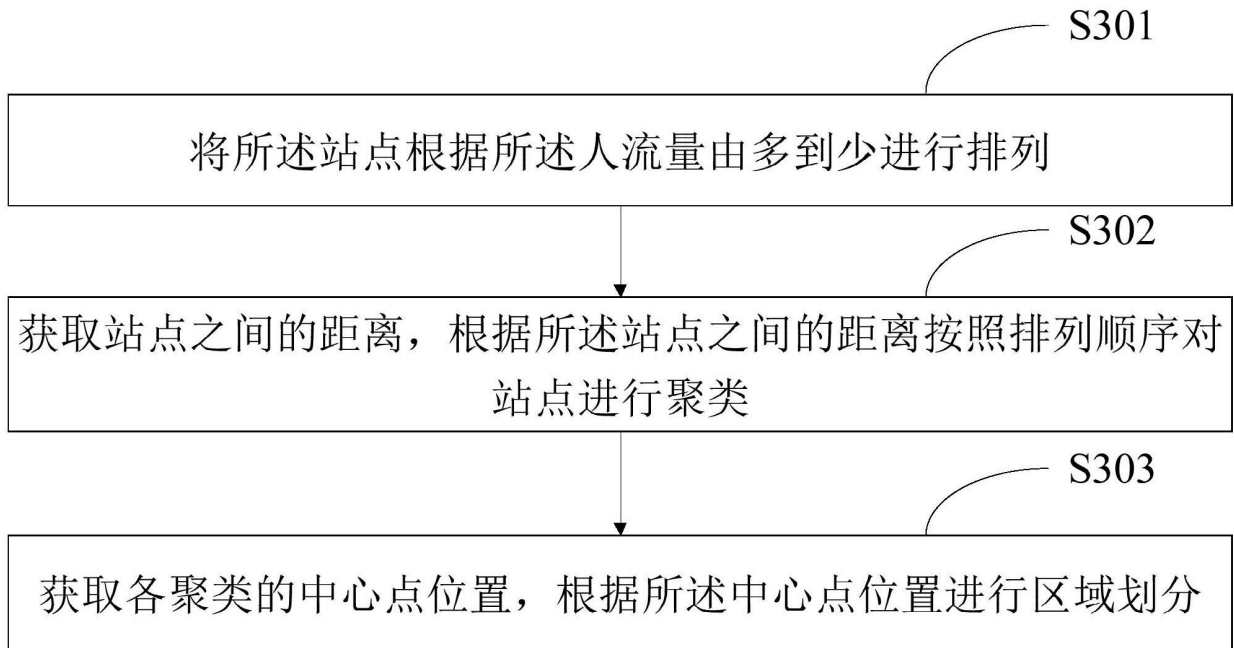 S301
将所述站点根据所述人流量由多到少进行排列
S302
获取站点之间的距离，根据所述站点之间的距离按照排列顺序对
站点进行聚类
S303
获取各聚类的中心点位置，根据所述中心点位置进行区域划分